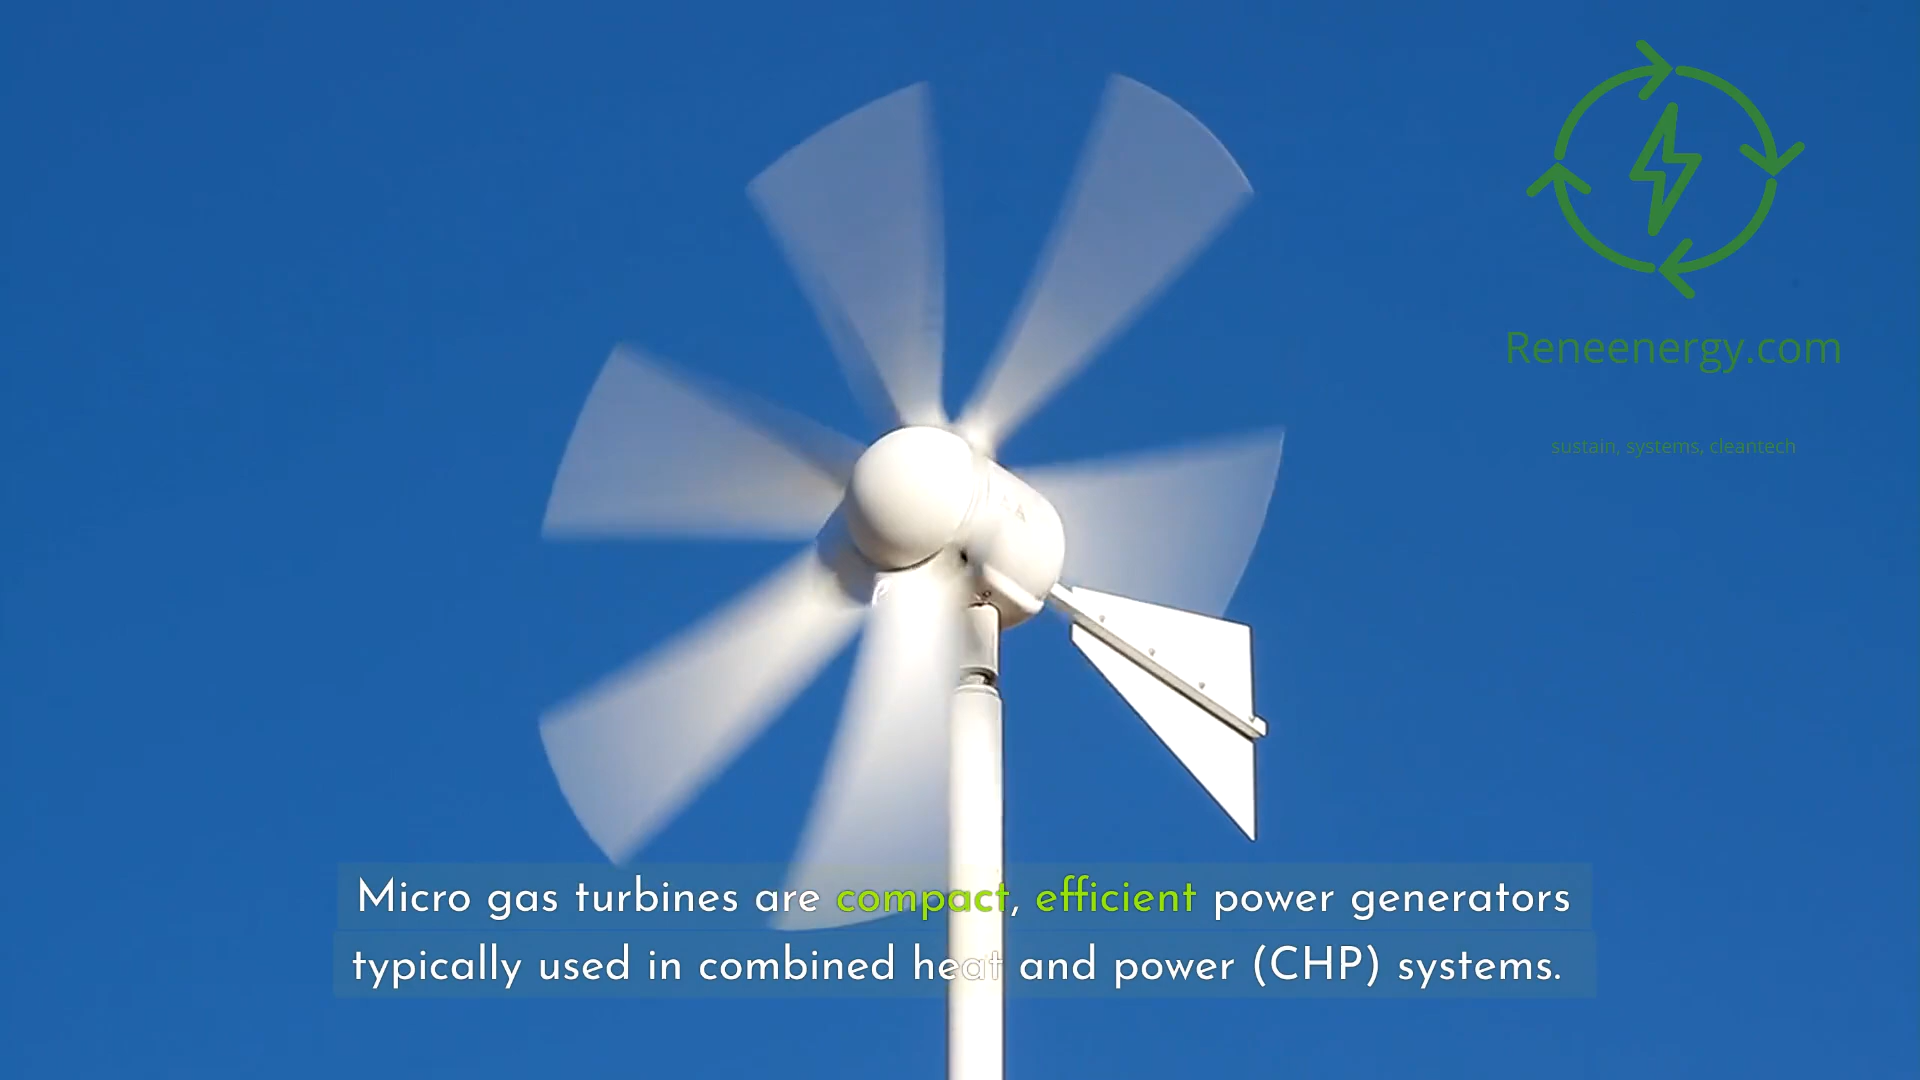 Reneenergy.com
sustain, systems, cleantech
Micro gas turbines are compact, efficient power generators
typically used in combined heat and power (CHP) systems.